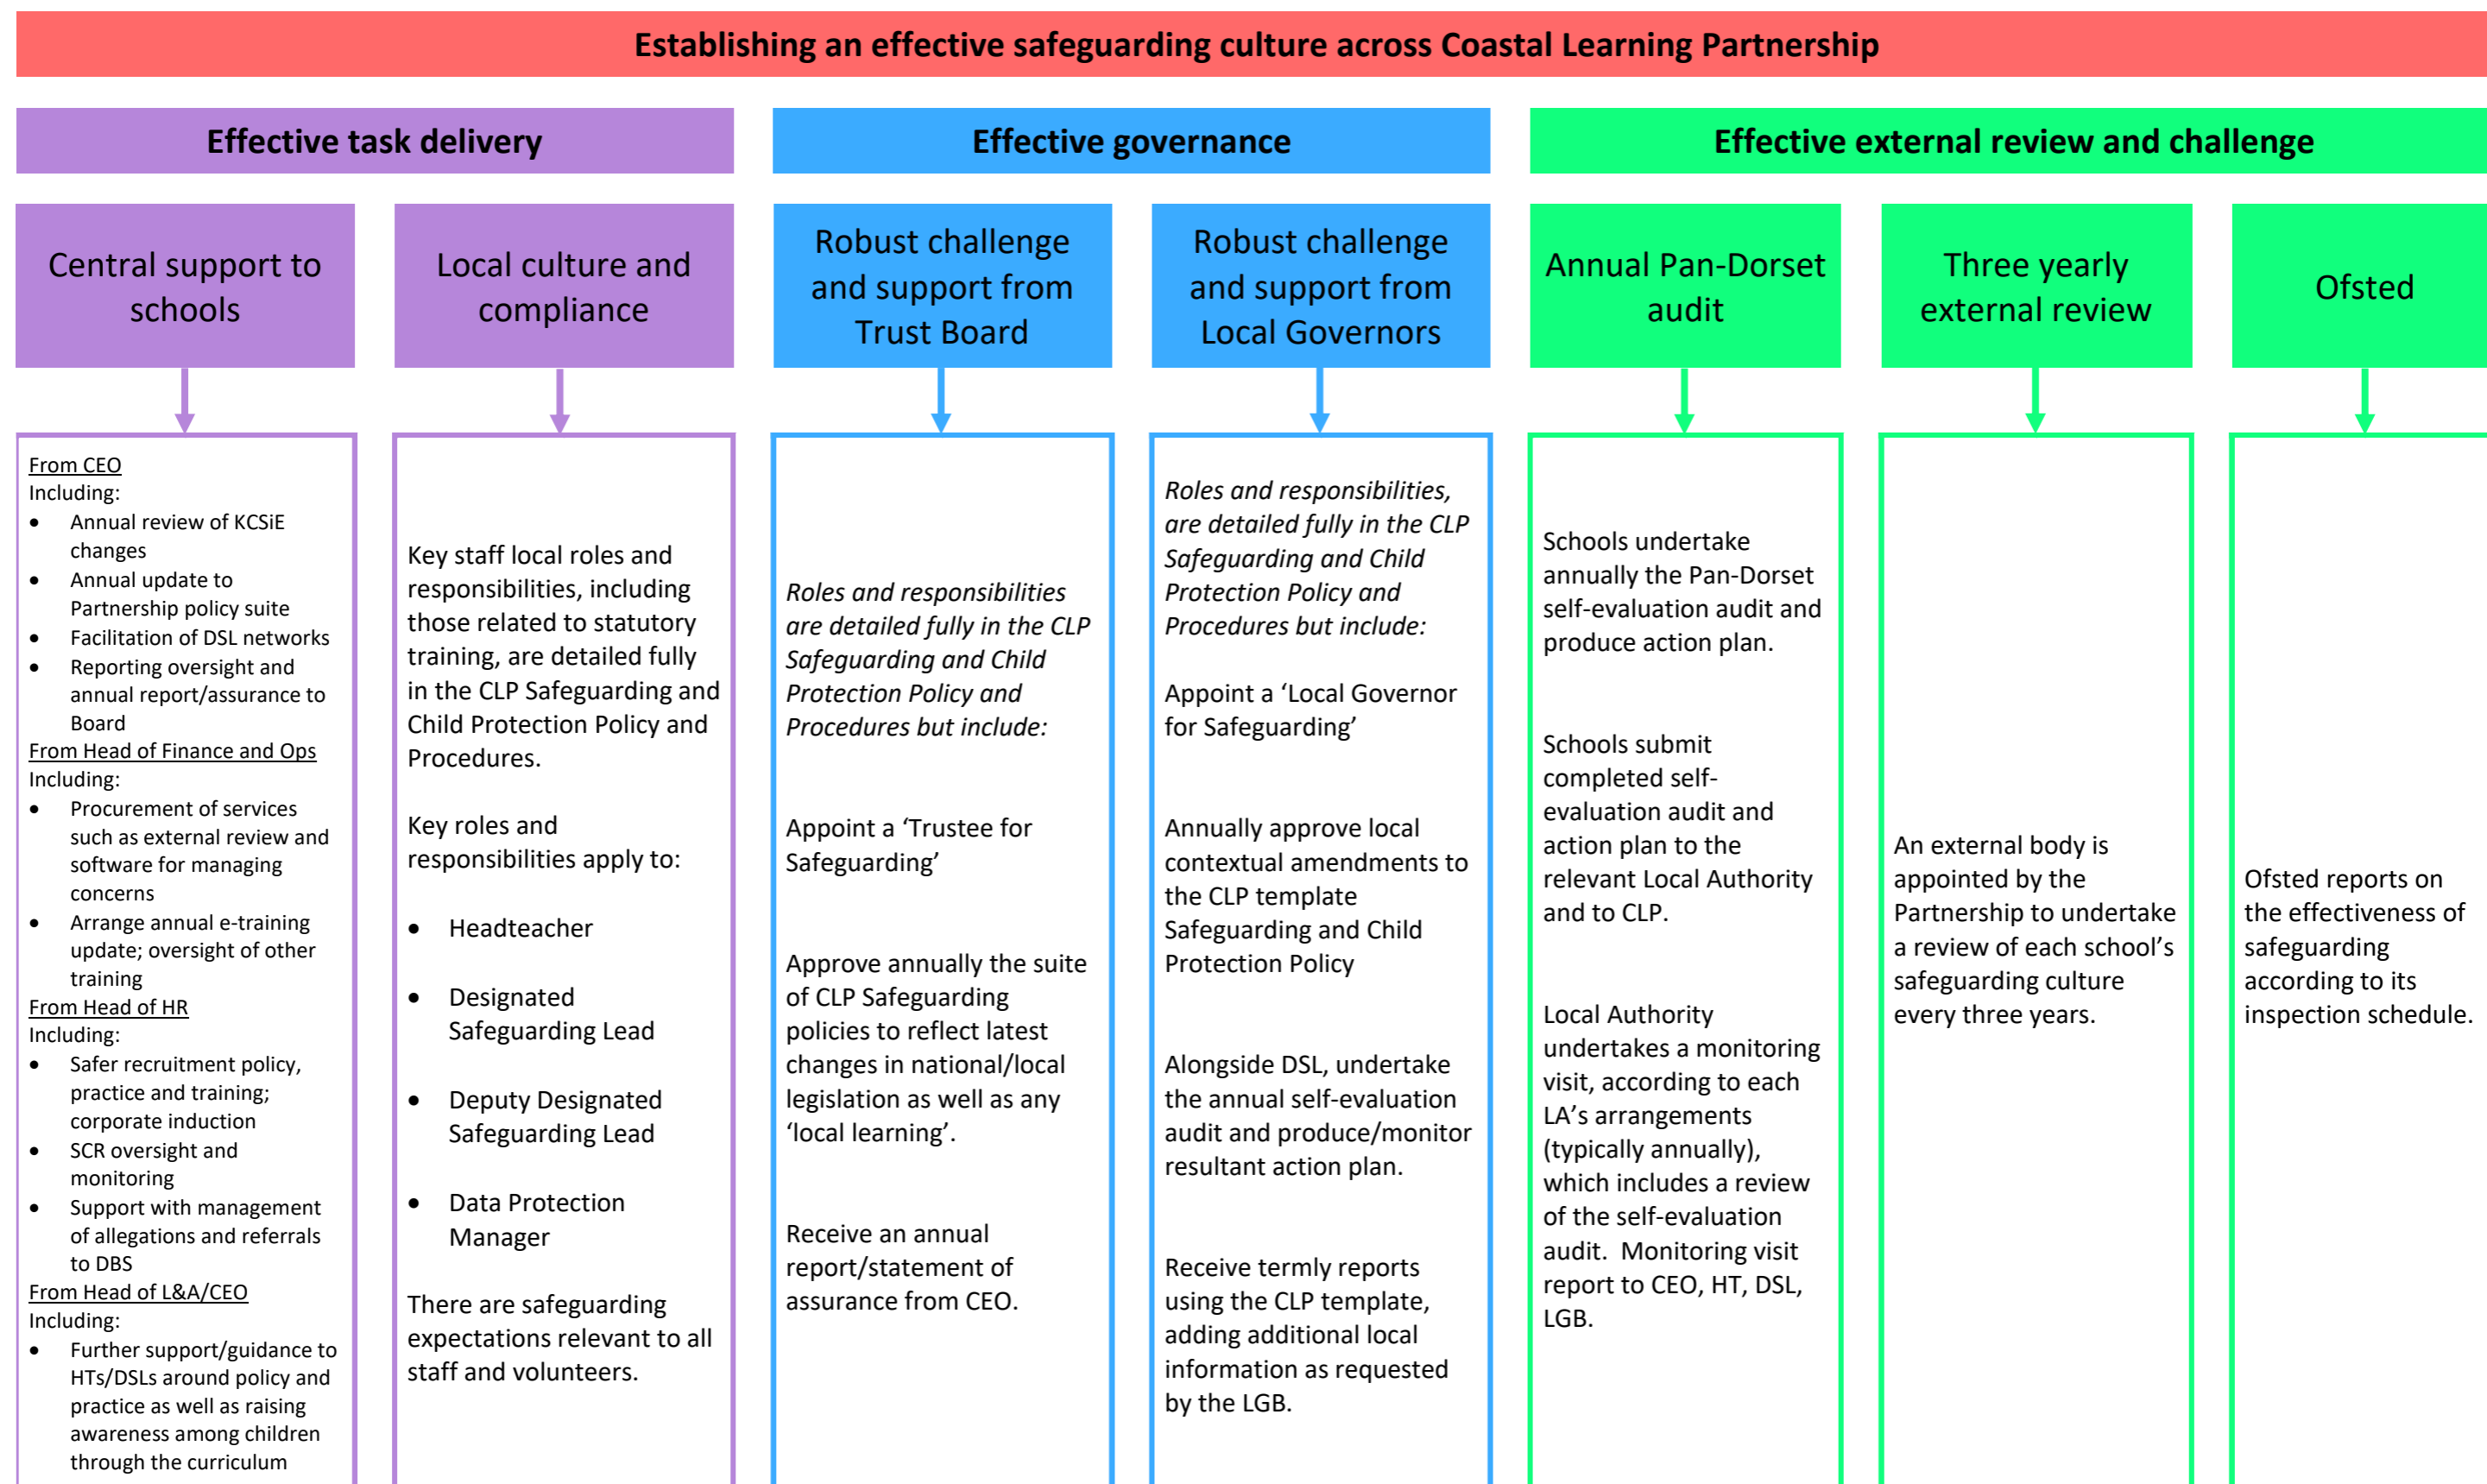 Establishing an effective safeguarding culture across Coastal Learning Partnership
Effective task delivery
Effective governance
Effective external review and challenge
Central support to
schools
Local culture and
compliance
Robust challenge
and support from
Trust Board
Robust challenge
and support from
Local Governors
Annual Pan-Dorset
audit
Three yearly
external review
Ofsted
From CEO
Including:
• Annual review of KCSiE
changes
• Annual update to
Partnership policy suite
• Facilitation of DSL networks
• Reporting oversight and
annual report/assurance to
Board
From Head of Finance and Ops
Including:
• Procurement of services
such as external review and
software for managing
concerns
• Arrange annual e-training
update; oversight of other
training
From Head of HR
Including:
• Safer recruitment policy,
practice and training;
corporate induction
• SCR oversight and
monitoring
• Support with management
of allegations and referrals
to DBS
From Head of L&A/CEO
Including:
• Further support/guidance to
HTs/DSLs around policy and
practice as well as raising
awareness among children
through the curriculum
Key staff local roles and
responsibilities, including
those related to statutory
training, are detailed fully
in the CLP Safeguarding and
Child Protection Policy and
Procedures.
Key roles and
responsibilities apply to:
• Headteacher
• Designated
Safeguarding Lead
• Deputy Designated
Safeguarding Lead
• Data Protection
Manager
There are safeguarding
expectations relevant to all
staff and volunteers.
Roles and responsibilities
are detailed fully in the CLP
Safeguarding and Child
Protection Policy and
Procedures but include:
Appoint a ‘Trustee for
Safeguarding’
Approve annually the suite
of CLP Safeguarding
policies to reflect latest
changes in national/local
legislation as well as any
‘local learning’.
Receive an annual
report/statement of
assurance from CEO.
Roles and responsibilities,
are detailed fully in the CLP
Safeguarding and Child
Protection Policy and
Procedures but include:
Appoint a ‘Local Governor
for Safeguarding’
Annually approve local
contextual amendments to
the CLP template
Safeguarding and Child
Protection Policy
Alongside DSL, undertake
the annual self-evaluation
audit and produce/monitor
resultant action plan.
Receive termly reports
using the CLP template,
adding additional local
information as requested
by the LGB.
Schools undertake
annually the Pan-Dorset
self-evaluation audit and
produce action plan.
Schools submit
completed self-
evaluation audit and
action plan to the
relevant Local Authority
and to CLP.
Local Authority
undertakes a monitoring
visit, according to each
LA’s arrangements
(typically annually),
which includes a review
of the self-evaluation
audit. Monitoring visit
report to CEO, HT, DSL,
LGB.
An external body is
appointed by the
Partnership to undertake
a review of each school’s
safeguarding culture
every three years.
Ofsted reports on
the effectiveness of
safeguarding
according to its
inspection schedule.